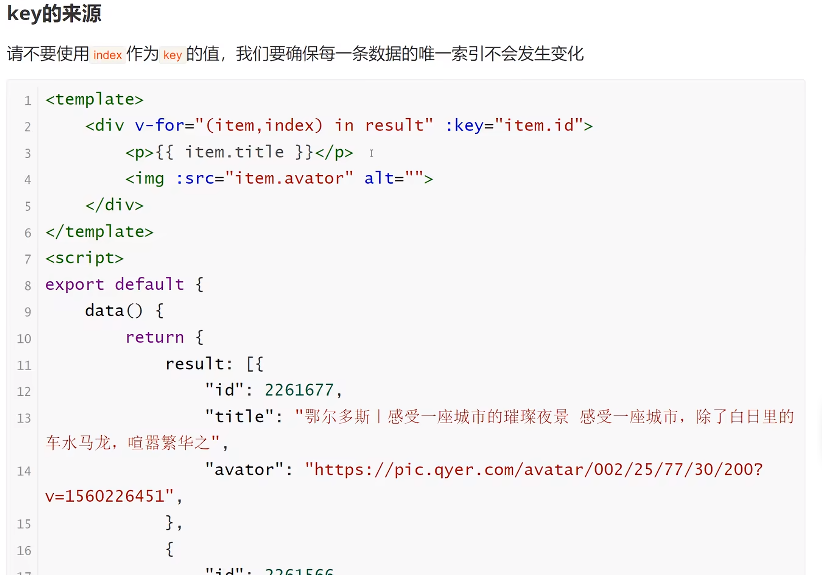 key的来源
请不要使用 index 作为 key 的值，我们要确保每一条数据的唯一索引不会发生变化
1 <template>
2 <div v-for="(item,index) in result" :key="item.id">
3 <p>{{ item.title }}</p>
4 <img :src="item.avator" alt="">
5 </div>
6 </template>
7 <script>
8 export default {
9 data() {
10 return {
11 result: [{
12 "id": 2261677,
13 "title": "鄂尔多斯丨感受一座城市的璀璨夜景 感受一座城市，除了白日里的
车水马龙，喧嚣繁华之",
14 "avator": "https://pic.qyer.com/avatar/002/25/77/30/200?
v=1560226451",
15 },
16 {
17 "id": 2261566,